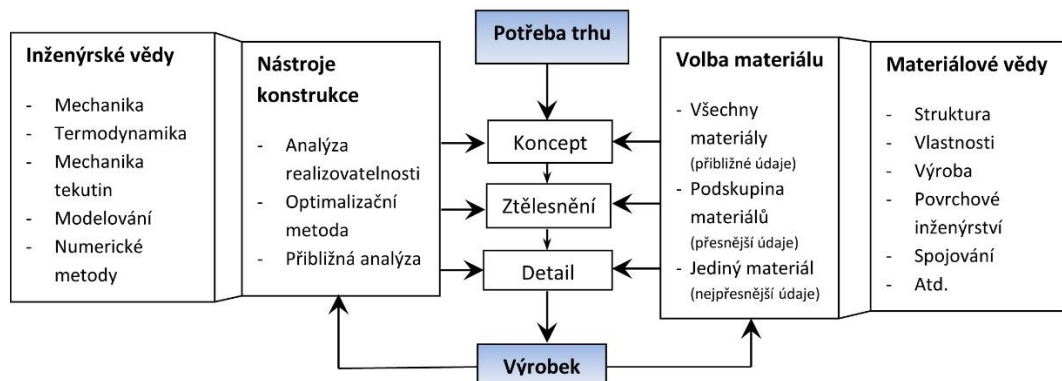 Inženýrské vědy
- Mechanika
- Termodynamika
- Mechanika
tekutin
- Modelování
- Numerické
metody
Nástroje
konstrukce
- Analýza
realizovatelnosti
- Optimalizační
metoda
- Přibližná analýza
Potřeba trhu
Koncept
Ztělesnění
Detail
Výrobek
Volba materiálu
- Všechny
materiály
(přibližné údaje)
- Podskupina
materiálů
(přesnější údaje)
- Jediný materiál
(nejpřesnější údaje)
Materiálové vědy
- Struktura
- Vlastnosti
- Výroba
- Povrchové
inženýrství
- Spojování
- Atd.